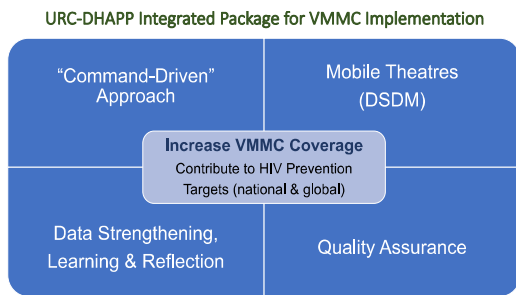 URC-DHAPP Integrated Package for VMMC Implementation
“Command-Driven”
Approach
Mobile Theatres
(DSDM)
Increase VMMC Coverage
Contribute to HIV Prevention
Targets (national & global)
Data Strengthening,
Learning & Reflection
Quality Assurance